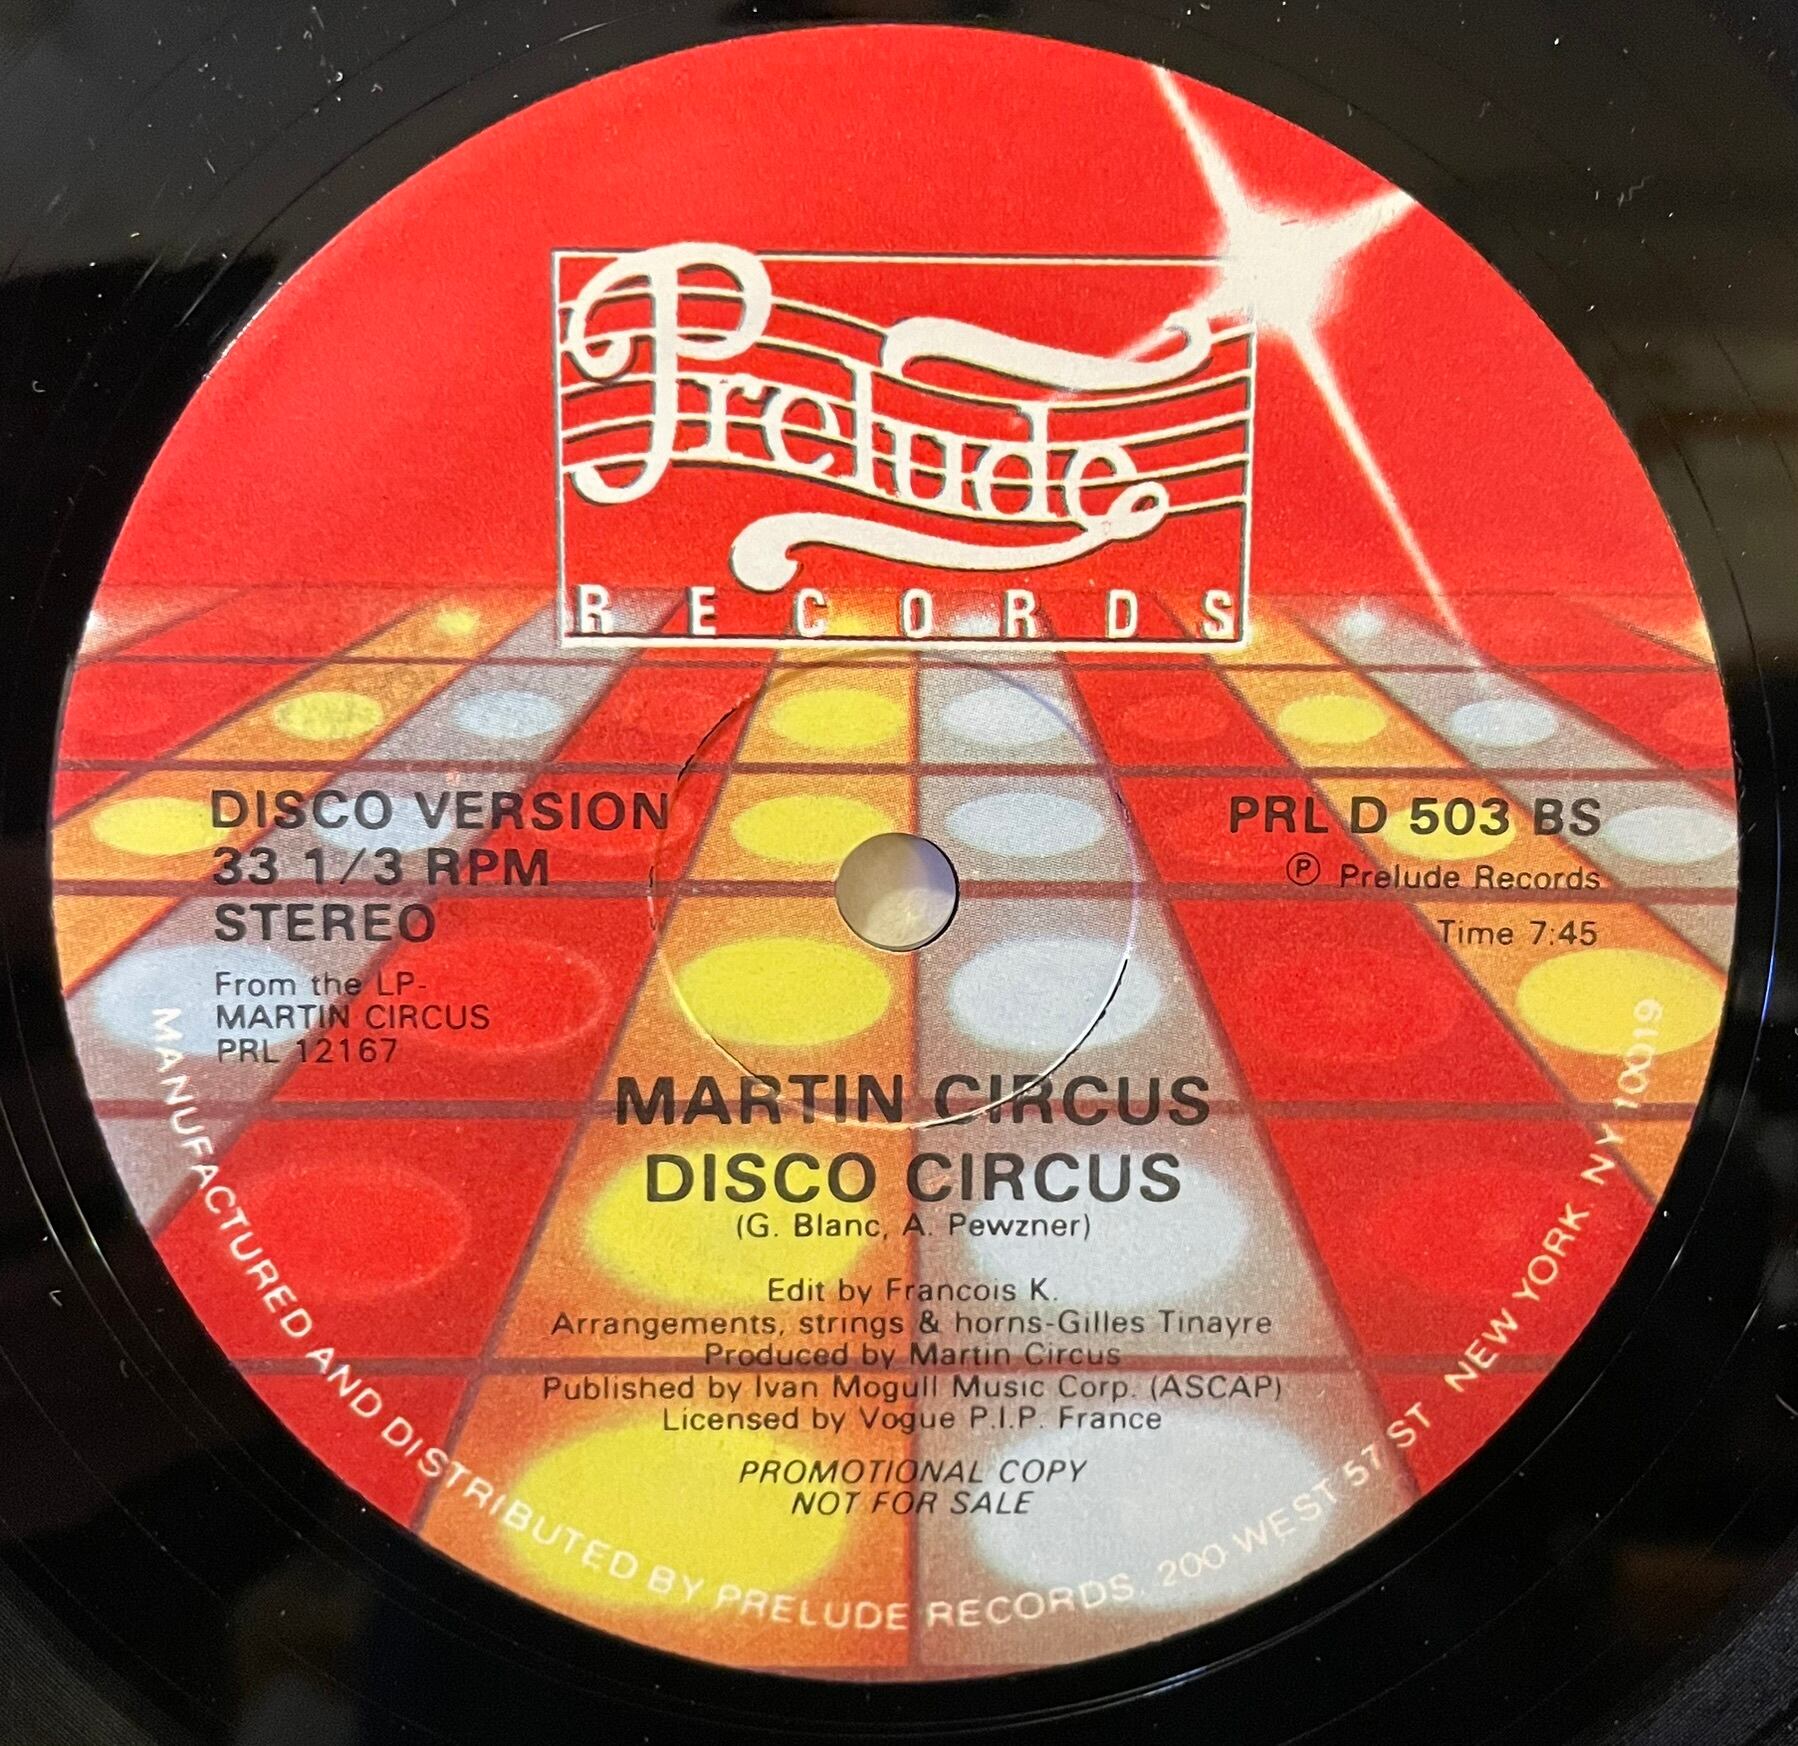 Prelude
RECORDS
DISCO VERSION
33 1/3 RPM
STEREO
From the LP-
MARTIN CIRCUS
PRL 12167
PRL D 503 BS
Ⓟ Prelude Records
Time 7:45
MARTIN CIRCUS
DISCO CIRCUS
(G. Blanc, A. Pewzner)
Edit by Francois K.
Arrangements, strings & horns-Gilles Tinayre
Produced by Martin Circus
Published by Ivan Mogull Music Corp. (ASCAP)
Licensed by Vogue P.I.P. France
PROMOTIONAL COPY
NOT FOR SALE
MANUFACTURED AND DISTRIBUTED BY PRELUDE RECORDS, 200 WEST 57 ST NEW YORK, NY 10019